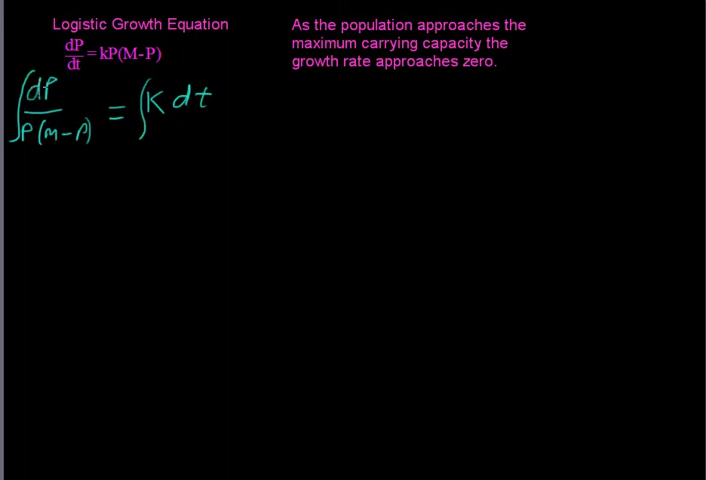 Logistic Growth Equation
dP/dt = kP(M-P)
As the population approaches the
maximum carrying capacity the
growth rate approaches zero.
∫ dP/P(M-P) = ∫ K dt